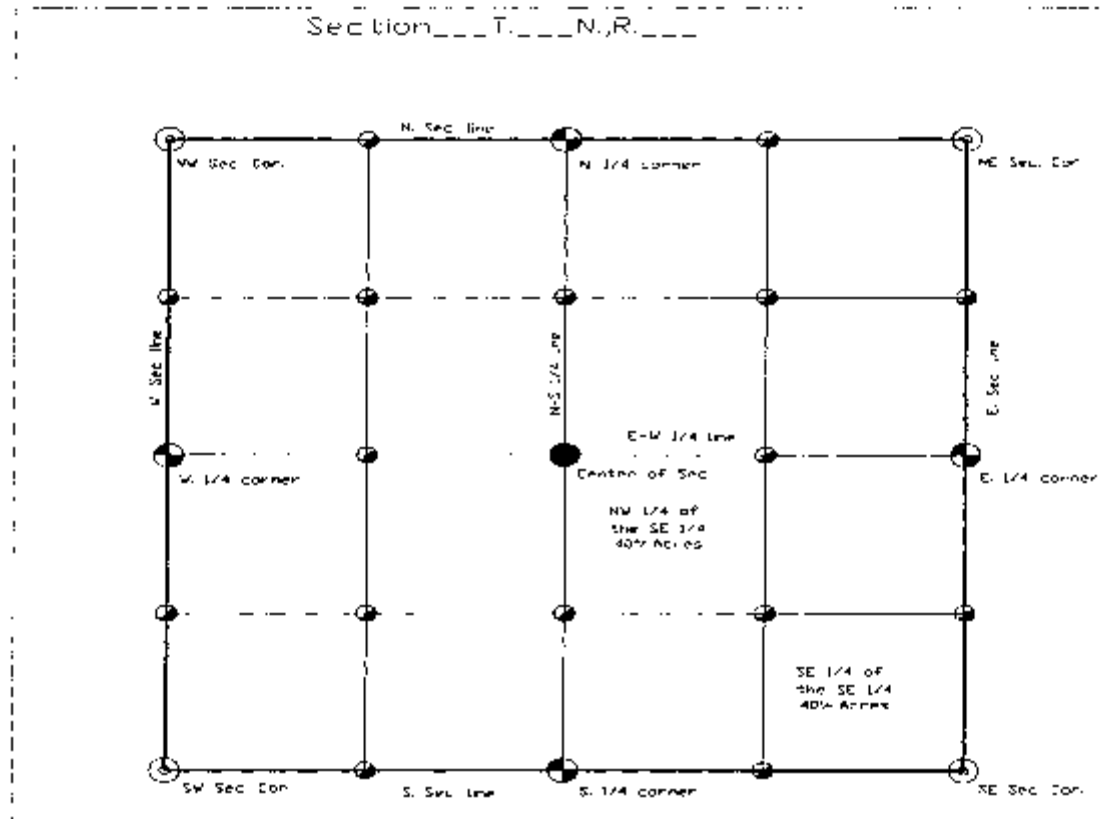 Section___T.___N.,R.___
N. Sec line
NW Sec Cor.
N. 1/4 corner
NE Sec. Cor.
W Sec line
N-S 1/4 line
E. Sec line
E-W 1/4 line
W. 1/4 corner
Center of Sec
E. 1/4 corner
NW 1/4 of
the SE 1/4
40± Acres
SE 1/4 of
the SE 1/4
40± Acres
SW Sec Cor.
S. Sec line
S. 1/4 corner
SE Sec Cor.